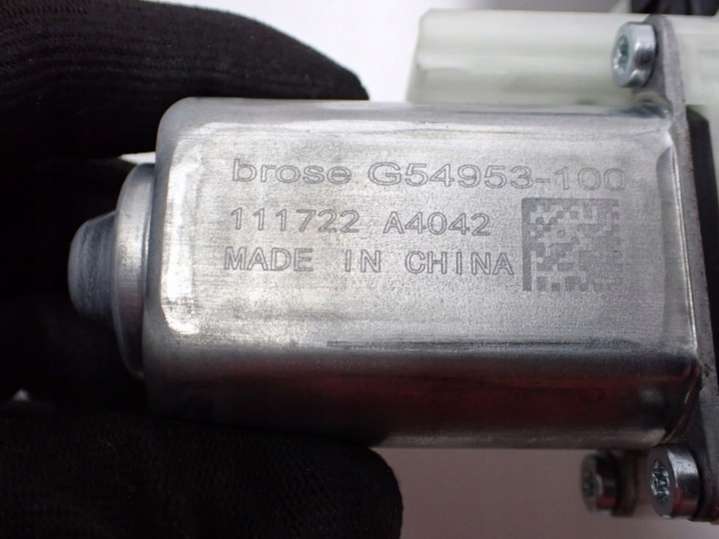 brose G54953-100
111722 A4042
MADE IN CHINA